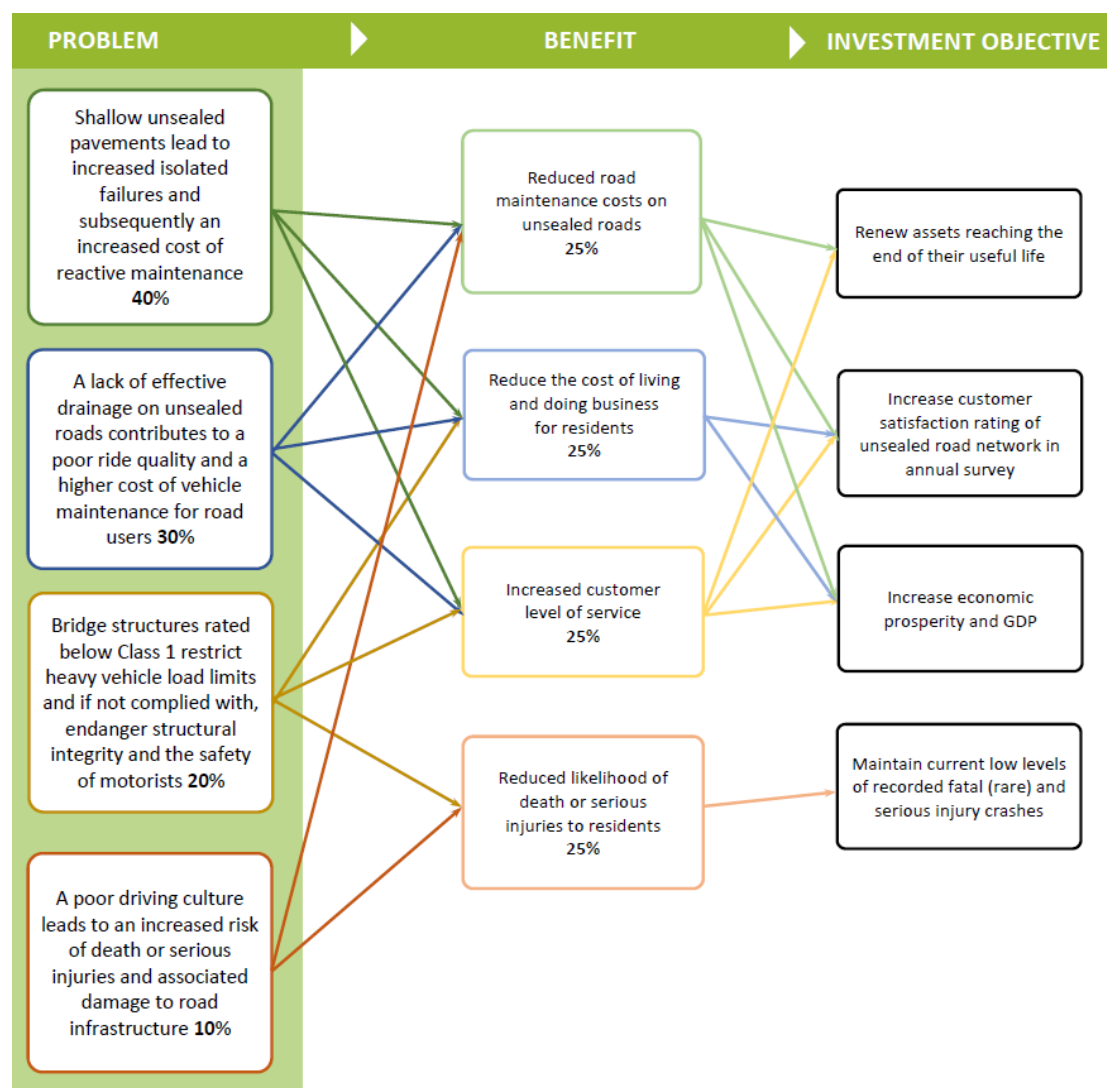 PROBLEM
BENEFIT
INVESTMENT OBJECTIVE
Shallow unsealed
pavements lead to
increased isolated
failures and
subsequently an
increased cost of
reactive maintenance
40%
A lack of effective
drainage on unsealed
roads contributes to a
poor ride quality and a
higher cost of vehicle
maintenance for road
users 30%
Bridge structures rated
below Class 1 restrict
heavy vehicle load limits
and if not complied with,
endanger structural
integrity and the safety
of motorists 20%
A poor driving culture
leads to an increased risk
of death or serious
injuries and associated
damage to road
infrastructure 10%
Reduced road
maintenance costs on
unsealed roads
25%
Reduce the cost of living
and doing business
for residents
25%
Increased customer
level of service
25%
Reduced likelihood of
death or serious
injuries to residents
25%
Renew assets reaching the
end of their useful life
Increase customer
satisfaction rating of
unsealed road network in
annual survey
Increase economic
prosperity and GDP
Maintain current low levels
of recorded fatal (rare) and
serious injury crashes